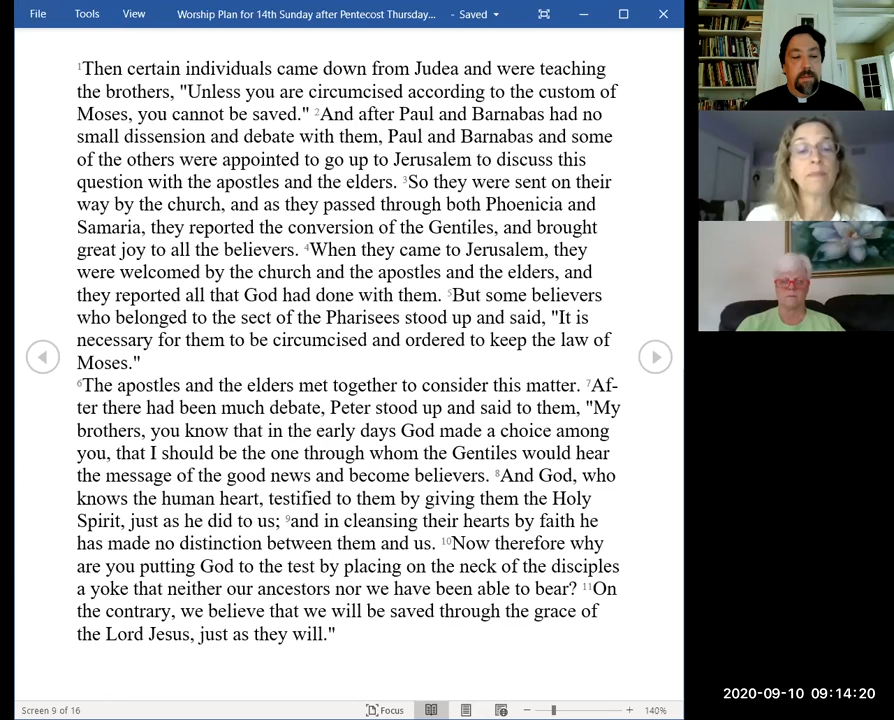 File Tools View Worship Plan for 14th Sunday after Pentecost Thursday... - Saved
1Then certain individuals came down from Judea and were teaching
the brothers, "Unless you are circumcised according to the custom of
Moses, you cannot be saved." 2And after Paul and Barnabas had no
small dissension and debate with them, Paul and Barnabas and some
of the others were appointed to go up to Jerusalem to discuss this
question with the apostles and the elders. 3So they were sent on their
way by the church, and as they passed through both Phoenicia and
Samaria, they reported the conversion of the Gentiles, and brought
great joy to all the believers. 4When they came to Jerusalem, they
were welcomed by the church and the apostles and the elders, and
they reported all that God had done with them. 5But some believers
who belonged to the sect of the Pharisees stood up and said, "It is
necessary for them to be circumcised and ordered to keep the law of
Moses."
6The apostles and the elders met together to consider this matter. 7Af-
ter there had been much debate, Peter stood up and said to them, "My
brothers, you know that in the early days God made a choice among
you, that I should be the one through whom the Gentiles would hear
the message of the good news and become believers. 8And God, who
knows the human heart, testified to them by giving them the Holy
Spirit, just as he did to us; 9and in cleansing their hearts by faith he
has made no distinction between them and us. 10Now therefore why
are you putting God to the test by placing on the neck of the disciples
a yoke that neither our ancestors nor we have been able to bear? 11On
the contrary, we believe that we will be saved through the grace of
the Lord Jesus, just as they will."
Screen 9 of 16 Focus 140%
2020-09-10 09:14:20